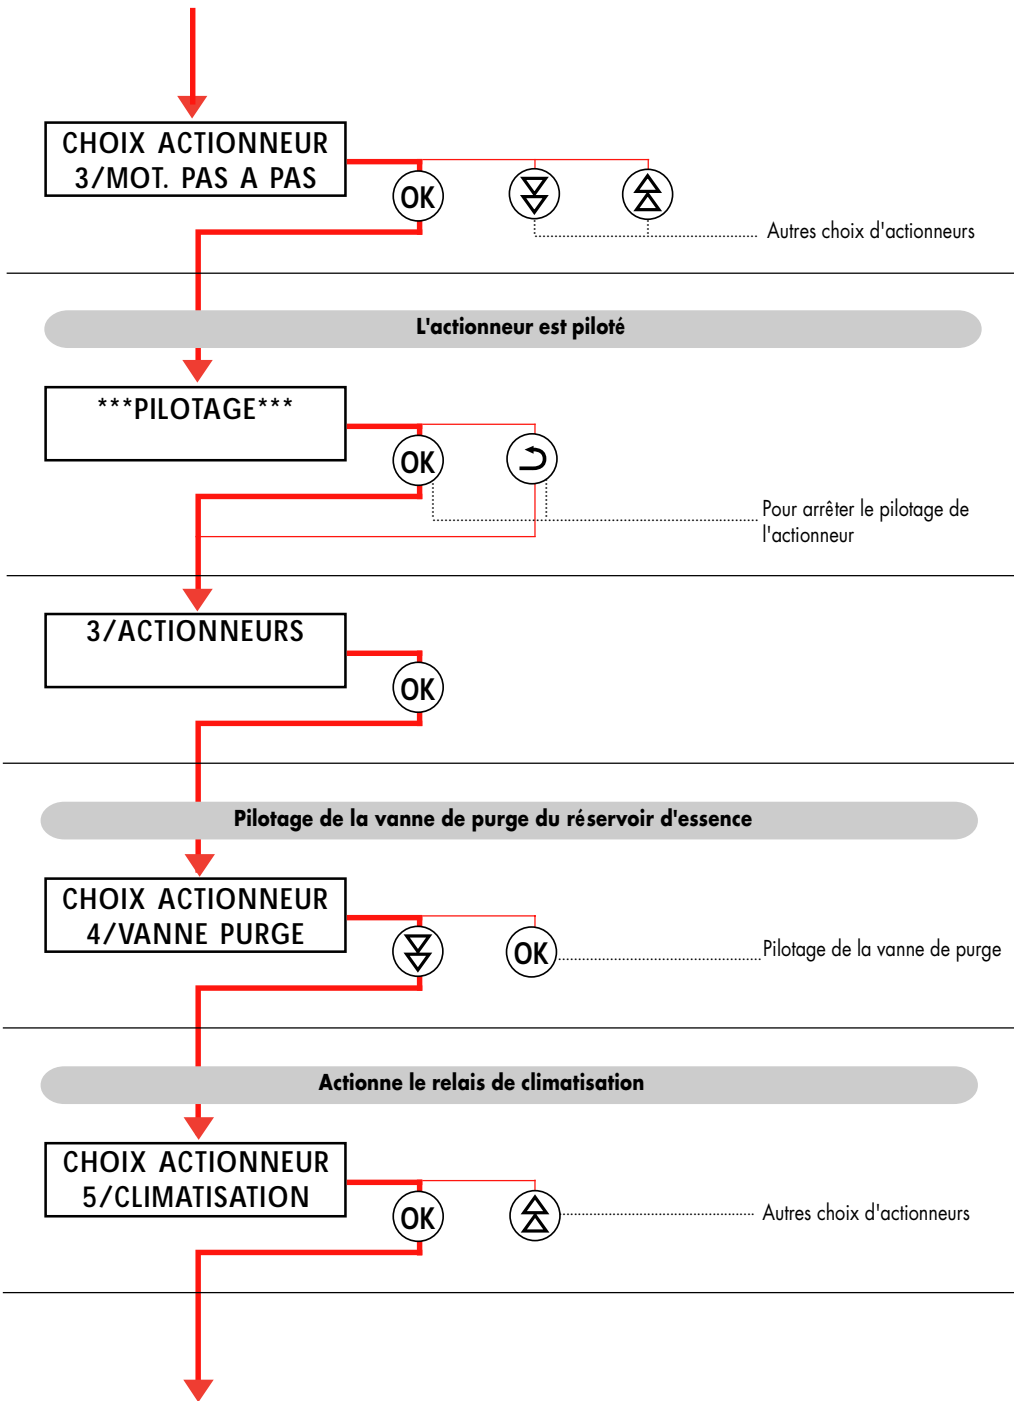 CHOIX ACTIONNEUR
3/MOT. PAS A PAS
OK
Autres choix d'actionneurs
L'actionneur est piloté
***PILOTAGE***
OK
Pour arrêter le pilotage de
l'actionneur
3/ACTIONNEURS
OK
Pilotage de la vanne de purge du réservoir d'essence
CHOIX ACTIONNEUR
4/VANNE PURGE
OK
Pilotage de la vanne de purge
Actionne le relais de climatisation
CHOIX ACTIONNEUR
5/CLIMATISATION
OK
Autres choix d'actionneurs